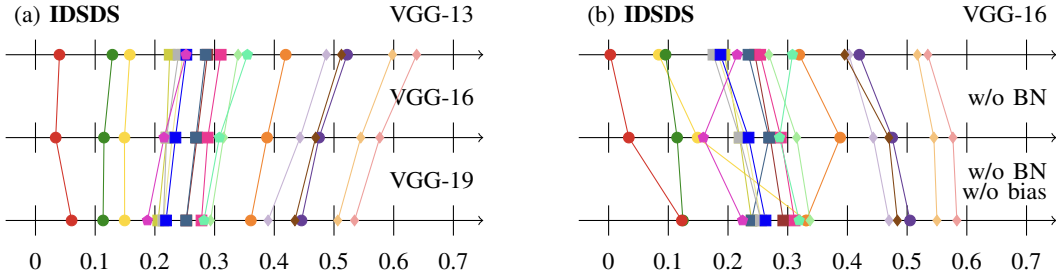 (a) IDSDS VGG-13
VGG-16
VGG-19
0 0.1 0.2 0.3 0.4 0.5 0.6 0.7
(b) IDSDS VGG-16
w/o BN
w/o BN
w/o bias
0 0.1 0.2 0.3 0.4 0.5 0.6 0.7